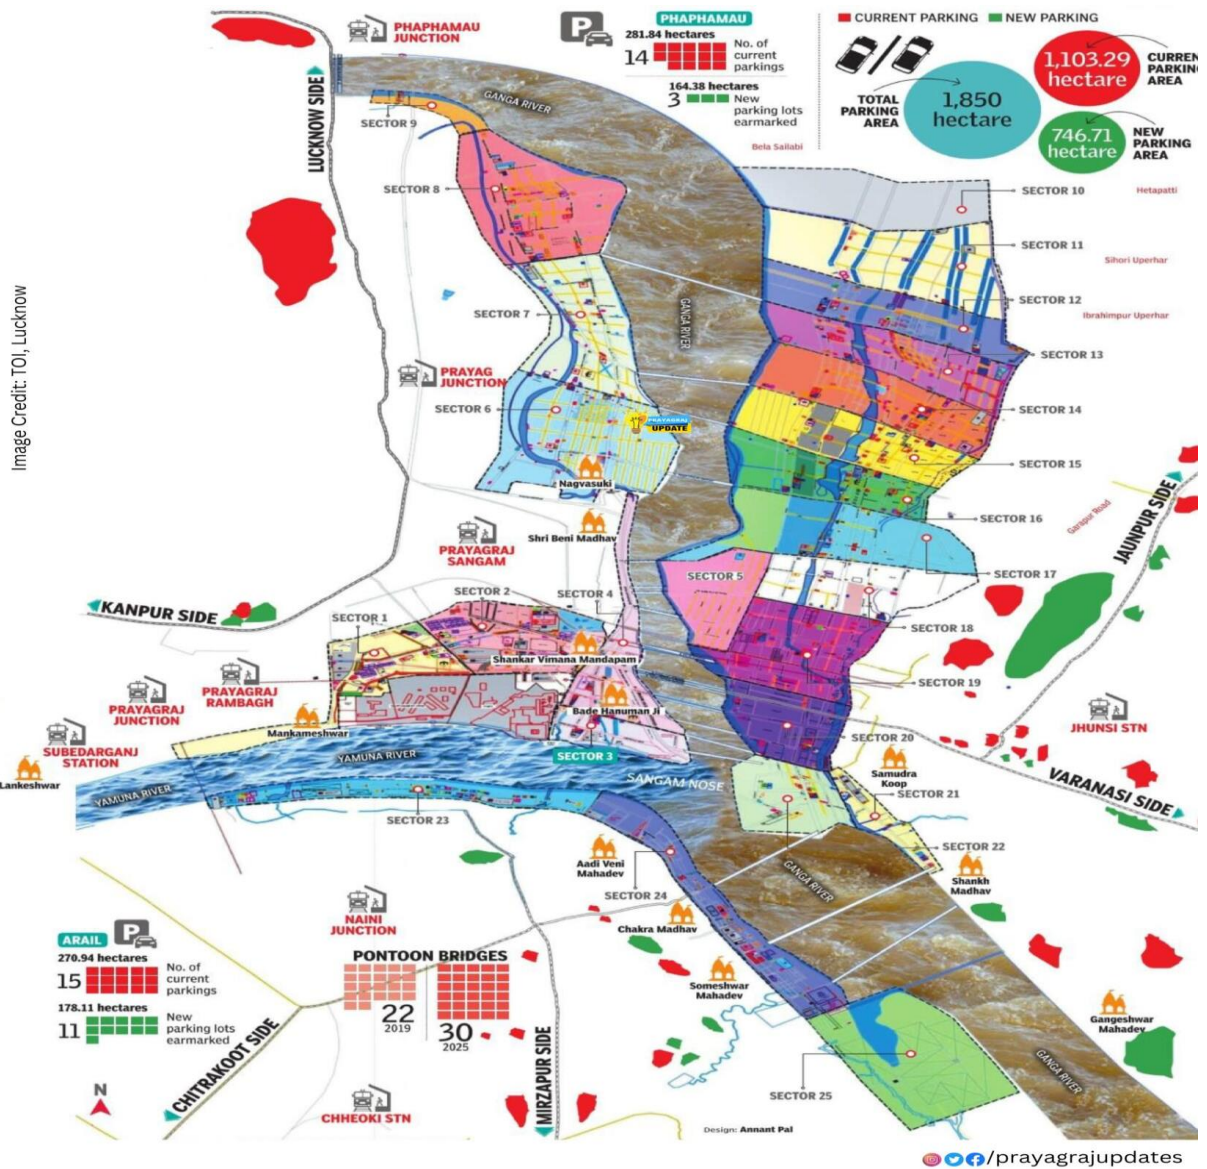 PHAPHAMAU
JUNCTION
PHAPHAMAU
281.84 hectares
14
No. of
current
parkings
164.38 hectares
3
New
parking lots
earmarked
CURRENT PARKING
NEW PARKING
TOTAL
PARKING
AREA
1,850
hectare
1,103.29
hectare
CURREN
PARKING
AREA
746.71
hectare
NEW
PARKING
AREA
LUCKNOW SIDE
GANGA RIVER
SECTOR 9
SECTOR 8
Bela Sailabi
SECTOR 10
Hetapatti
SECTOR 11
Sihori Uperhar
SECTOR 12
Ibrahimpur Uperhar
SECTOR 7
GANGA RIVER
SECTOR 13
PRAYAG
JUNCTION
SECTOR 6
PRAYAGRAJ
UPDATE
SECTOR 14
SECTOR 15
Image Credit: TOI, Lucknow
Nagvasuki
SECTOR 16
Garapur Road
JAUNPUR SIDE
Shri Beni Madhav
PRAYAGRAJ
SANGAM
SECTOR 5
SECTOR 17
KANPUR SIDE
SECTOR 1
SECTOR 2
SECTOR 4
SECTOR 18
Shankar Vimana Mandapam
PRAYAGRAJ
RAMBAGH
SECTOR 19
PRAYAGRAJ
JUNCTION
Bade Hanuman Ji
JHUNSI STN
Mankameshwar
SECTOR 20
SUBEDARGANJ
STATION
YAMUNA RIVER
SECTOR 3
Lankeshwar
YAMUNA RIVER
SANGAM NOSE
Samudra
Koop
VARANASI SIDE
SECTOR 21
SECTOR 23
SECTOR 22
Aadi Veni
Mahadev
GANGA RIVER
Shankh
Madhav
SECTOR 24
NAINI
JUNCTION
Chakra Madhav
ARAIL
270.94 hectares
15
No. of
current
parkings
178.11 hectares
11
New
parking lots
earmarked
PONTOON BRIDGES
22
2019
30
2025
Someshwar
Mahadev
Gangeshwar
Mahadev
GANGA RIVER
CHITRAKOOT SIDE
MIRZAPUR SIDE
SECTOR 25
N
CHHEOKI STN
Design: Annant Pal
/prayagrajupdates